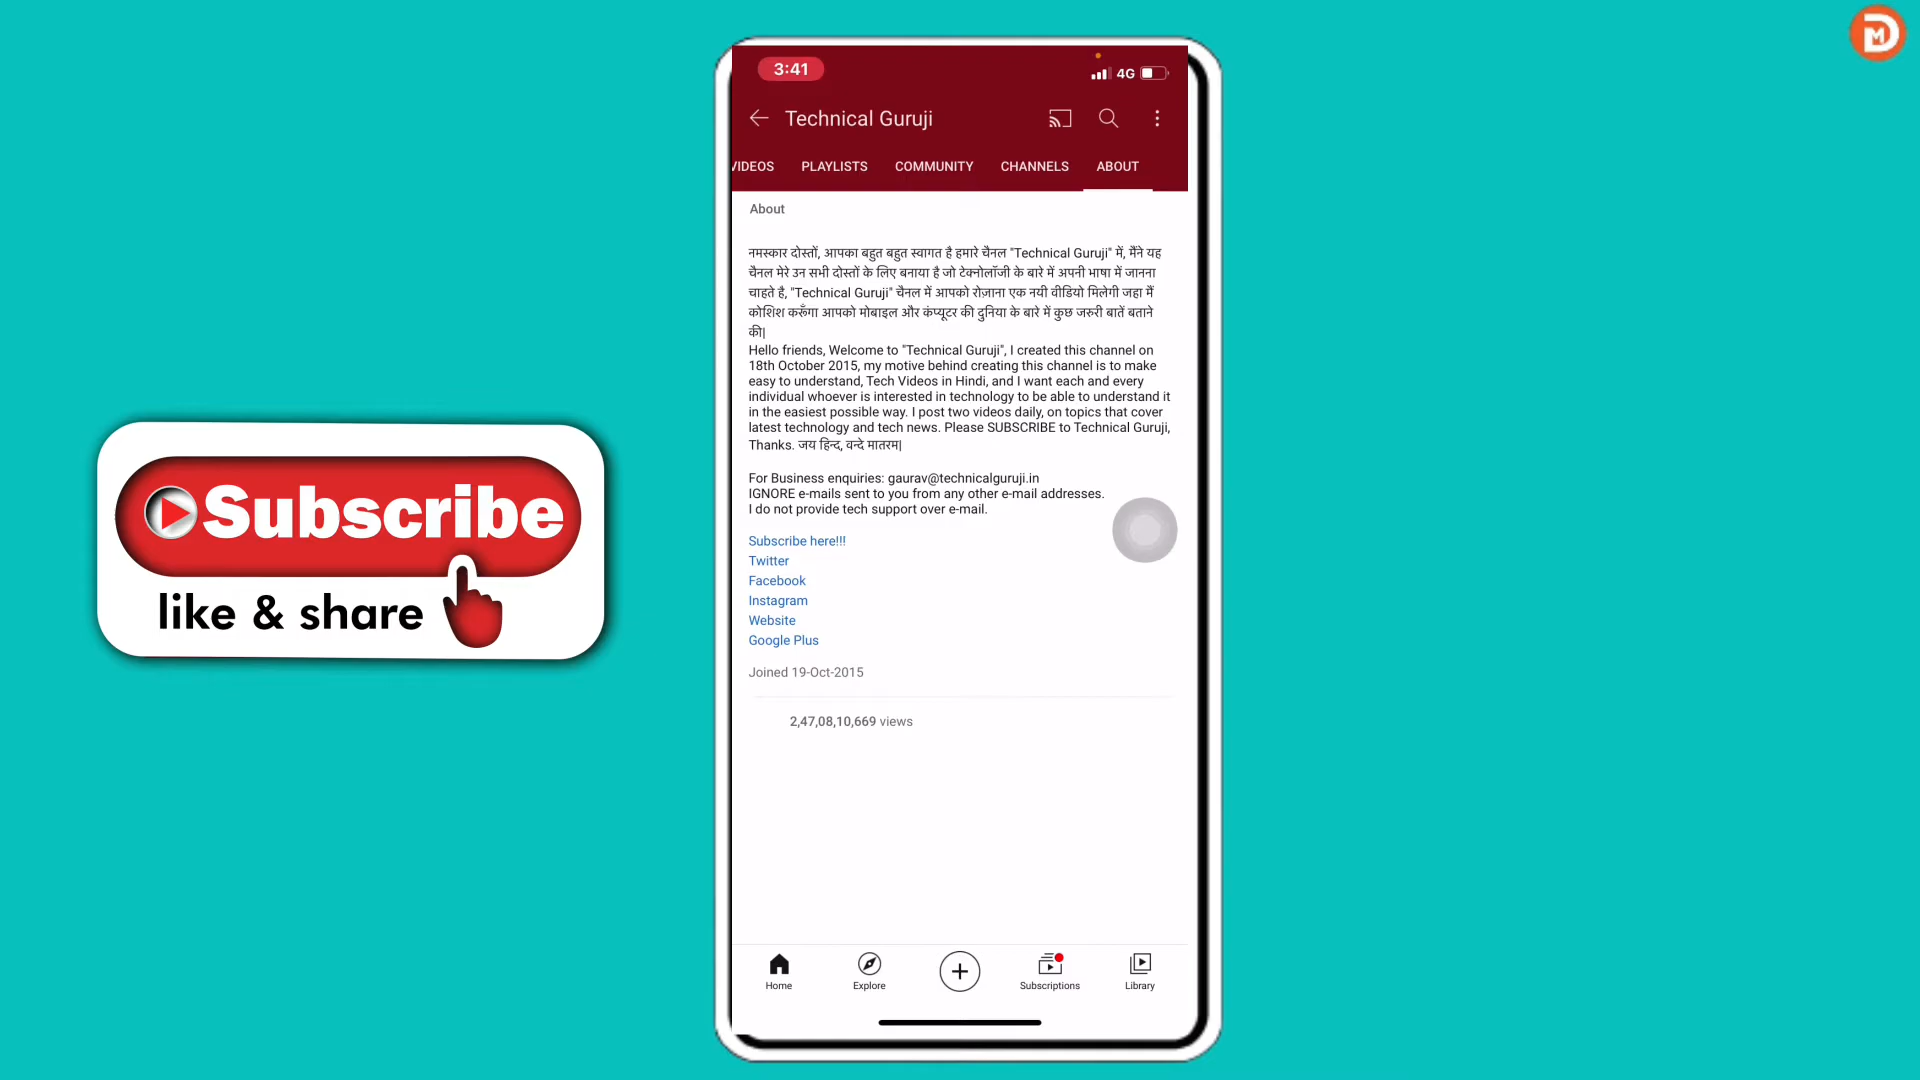 3:41
4G
Technical Guruji
VIDEOS PLAYLISTS COMMUNITY CHANNELS ABOUT
About
नमस्कार दोस्तों, आपका बहुत बहुत स्वागत है हमारे चैनल "Technical Guruji" में, मैंने यह
चैनल मेरे उन सभी दोस्तों के लिए बनाया है जो टेक्नोलॉजी के बारे में अपनी भाषा में जानना
चाहते है, "Technical Guruji" चैनल में आपको रोज़ाना एक नयी वीडियो मिलेगी जहा मैं
कोशिश करूँगा आपको मोबाइल और कंप्यूटर की दुनिया के बारे में कुछ जरुरी बातें बताने
की|
Hello friends, Welcome to "Technical Guruji", I created this channel on
18th October 2015, my motive behind creating this channel is to make
easy to understand, Tech Videos in Hindi, and I want each and every
individual whoever is interested in technology to be able to understand it
in the easiest possible way. I post two videos daily, on topics that cover
latest technology and tech news. Please SUBSCRIBE to Technical Guruji,
Thanks. जय हिन्द, वन्दे मातरम|
For Business enquiries: gaurav@technicalguruji.in
IGNORE e-mails sent to you from any other e-mail addresses.
I do not provide tech support over e-mail.
Subscribe here!!!
Twitter
Facebook
Instagram
Website
Google Plus
Joined 19-Oct-2015
2,47,08,10,669 views
Home Explore Subscriptions Library
Subscribe
like & share
DM